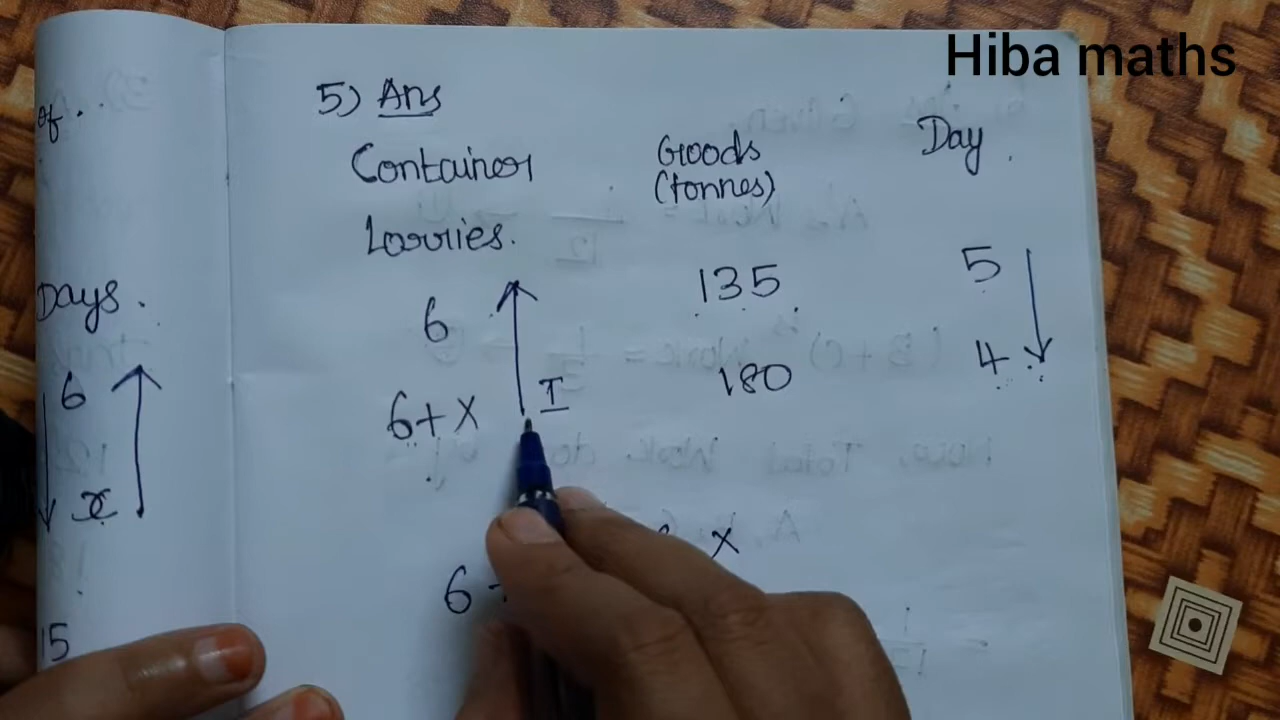 Hiba maths
of.
Days.
6
x
15
5) Ans
Container Lorries.
Goods (tonnes)
Day.
6
135
5
6+x
I
180
4
x
6